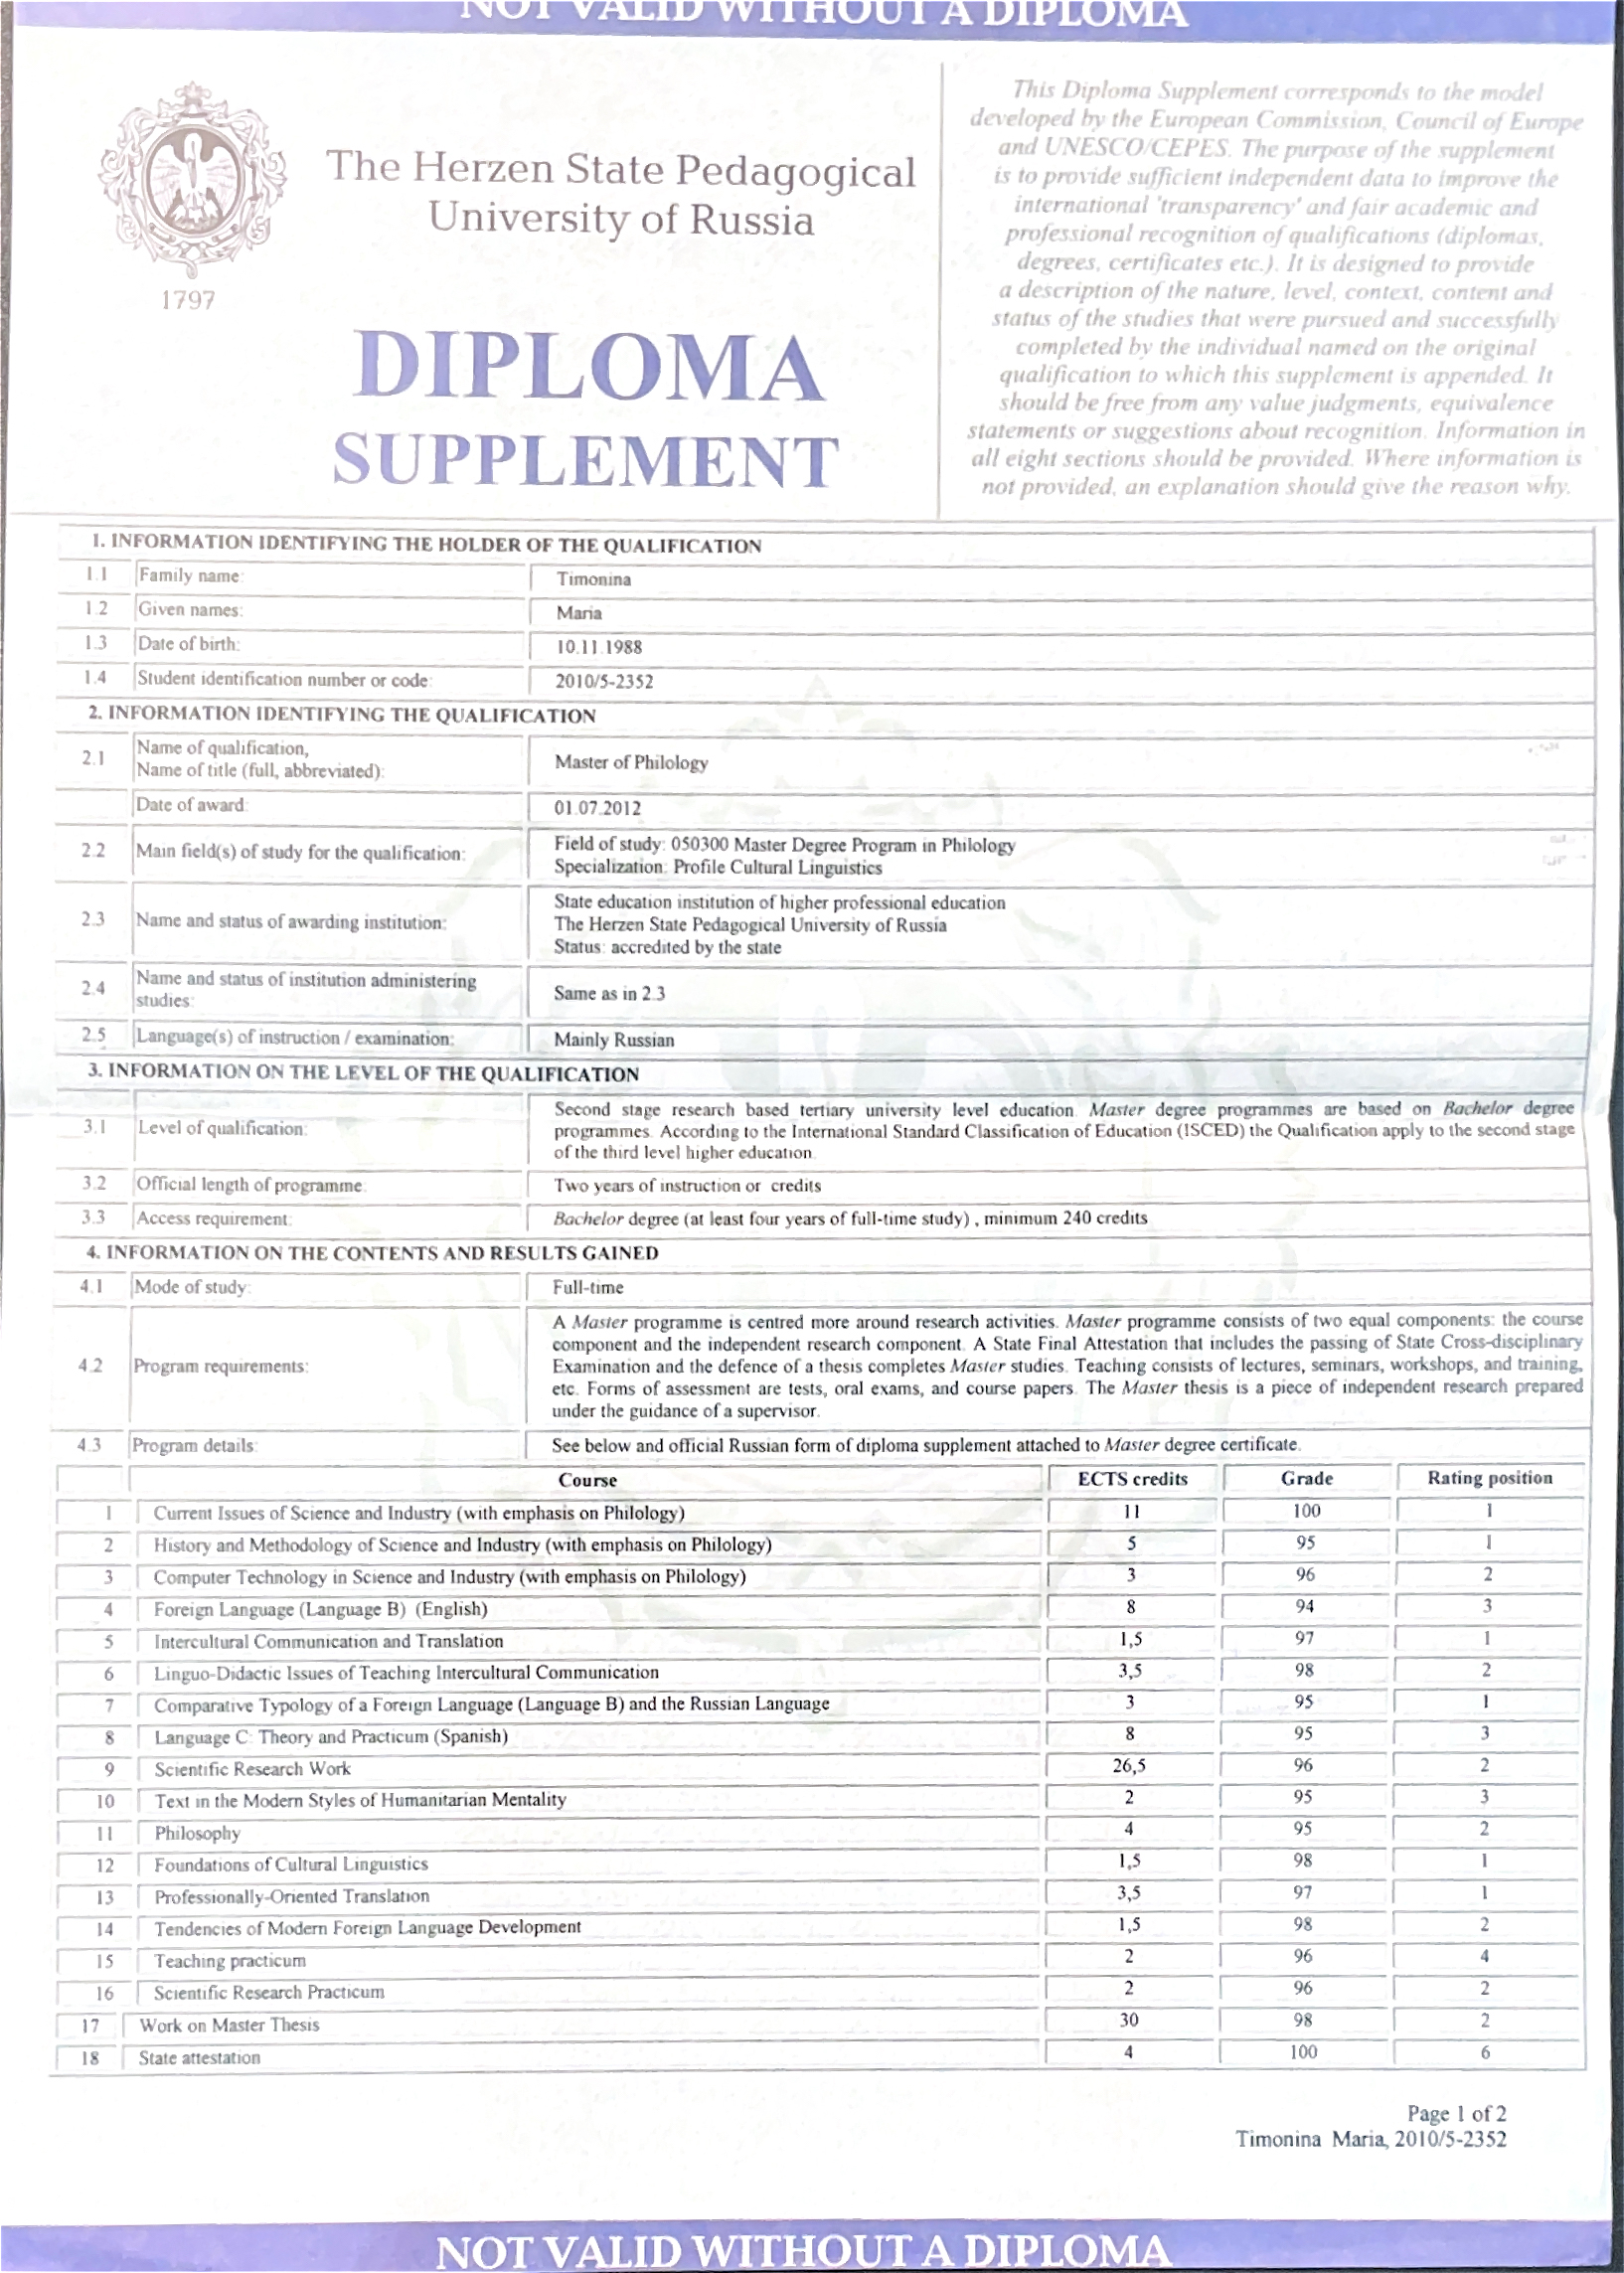 NOT VALID WITHOUT A DIPLOMA
1797
The Herzen State Pedagogical
University of Russia
DIPLOMA
SUPPLEMENT
This Diploma Supplement corresponds to the model
developed by the European Commission, Council of Europe
and UNESCO/CEPES. The purpose of the supplement
is to provide sufficient independent data to improve the
international 'transparency' and fair academic and
professional recognition of qualifications (diplomas,
degrees, certificates etc.). It is designed to provide
a description of the nature, level, context, content and
status of the studies that were pursued and successfully
completed by the individual named on the original
qualification to which this supplement is appended. It
should be free from any value judgments, equivalence
statements or suggestions about recognition. Information in
all eight sections should be provided. Where information is
not provided, an explanation should give the reason why.
1. INFORMATION IDENTIFYING THE HOLDER OF THE QUALIFICATION
1.1 Family name: Timonina
1.2 Given names: Maria
1.3 Date of birth: 10.11.1988
1.4 Student identification number or code: 2010/5-2352
2. INFORMATION IDENTIFYING THE QUALIFICATION
2.1 Name of qualification,
Name of title (full, abbreviated): Master of Philology
Date of award: 01.07.2012
2.2 Main field(s) of study for the qualification: Field of study: 050300 Master Degree Program in Philology
Specialization: Profile Cultural Linguistics
2.3 Name and status of awarding institution: State education institution of higher professional education
The Herzen State Pedagogical University of Russia
Status: accredited by the state
2.4 Name and status of institution administering
studies: Same as in 2.3
2.5 Language(s) of instruction / examination: Mainly Russian
3. INFORMATION ON THE LEVEL OF THE QUALIFICATION
3.1 Level of qualification: Second stage research based tertiary university level education. Master degree programmes are based on Bachelor degree
programmes. According to the International Standard Classification of Education (ISCED) the Qualification apply to the second stage
of the third level higher education.
3.2 Official length of programme: Two years of instruction or credits
3.3 Access requirement: Bachelor degree (at least four years of full-time study) , minimum 240 credits
4. INFORMATION ON THE CONTENTS AND RESULTS GAINED
4.1 Mode of study: Full-time
4.2 Program requirements: A Master programme is centred more around research activities. Master programme consists of two equal components: the course
component and the independent research component. A State Final Attestation that includes the passing of State Cross-disciplinary
Examination and the defence of a thesis completes Master studies. Teaching consists of lectures, seminars, workshops, and training,
etc. Forms of assessment are tests, oral exams, and course papers. The Master thesis is a piece of independent research prepared
under the guidance of a supervisor.
4.3 Program details: See below and official Russian form of diploma supplement attached to Master degree certificate.
Course ECTS credits Grade Rating position
1 Current Issues of Science and Industry (with emphasis on Philology) 11 100 1
2 History and Methodology of Science and Industry (with emphasis on Philology) 5 95 1
3 Computer Technology in Science and Industry (with emphasis on Philology) 3 96 2
4 Foreign Language (Language B) (English) 8 94 3
5 Intercultural Communication and Translation 1,5 97 1
6 Linguo-Didactic Issues of Teaching Intercultural Communication 3,5 98 2
7 Comparative Typology of a Foreign Language (Language B) and the Russian Language 3 95 1
8 Language C: Theory and Practicum (Spanish) 8 95 3
9 Scientific Research Work 26,5 96 2
10 Text in the Modern Styles of Humanitarian Mentality 2 95 3
11 Philosophy 4 95 2
12 Foundations of Cultural Linguistics 1,5 98 1
13 Professionally-Oriented Translation 3,5 97 1
14 Tendencies of Modern Foreign Language Development 1,5 98 2
15 Teaching practicum 2 96 4
16 Scientific Research Practicum 2 96 2
17 Work on Master Thesis 30 98 2
18 State attestation 4 100 6
Page 1 of 2
Timonina Maria, 2010/5-2352
NOT VALID WITHOUT A DIPLOMA